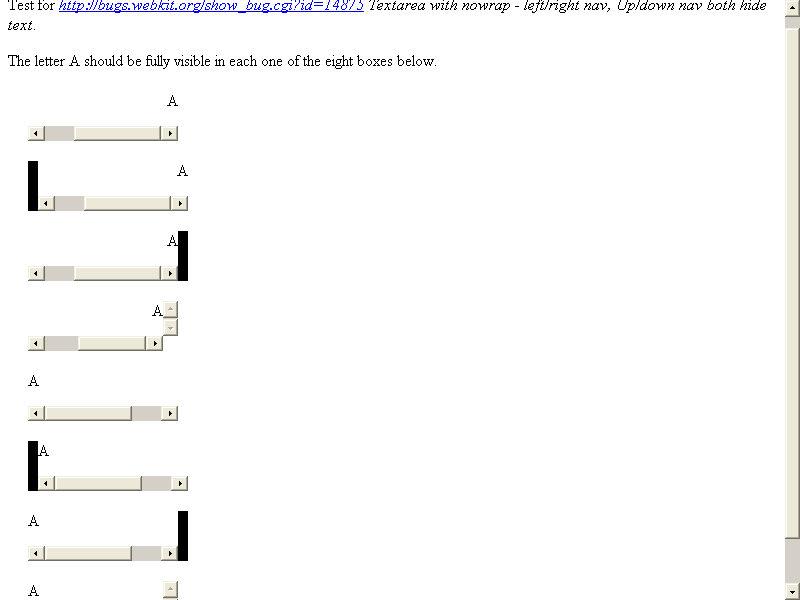 Test for http://bugs.webkit.org/show_bug.cgi?id=14875 Textarea with nowrap - left/right nav, Up/down nav both hide
text.
The letter A should be fully visible in each one of the eight boxes below.
A
A
A
A
A
A
A
A